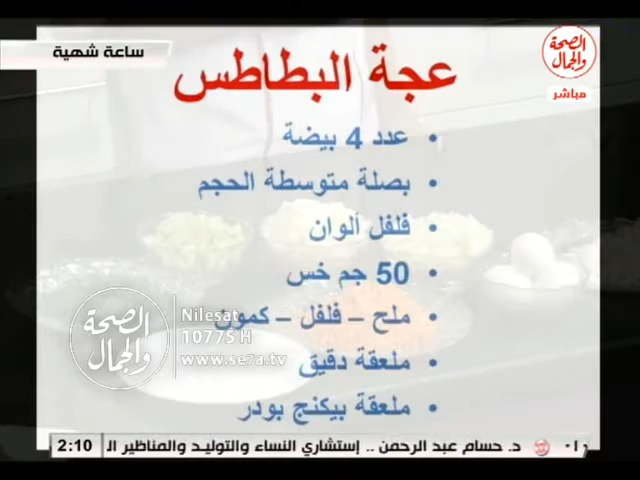 ساعة شهية
الصحة
والجمال
مباشر
عجة البطاطس
• عدد 4 بيضة
• بصلة متوسطة الحجم
• فلفل ألوان
• 50 جم خس
• ملح – فلفل – كمون
• ملعقة دقيق
• ملعقة بيكنج بودر
الصحة
والجمال
Nilesat
10775 H
www.se7a.tv
د. حسام عبد الرحمن .. إستشاري النساء والتوليد والمناظير الـ
2:10